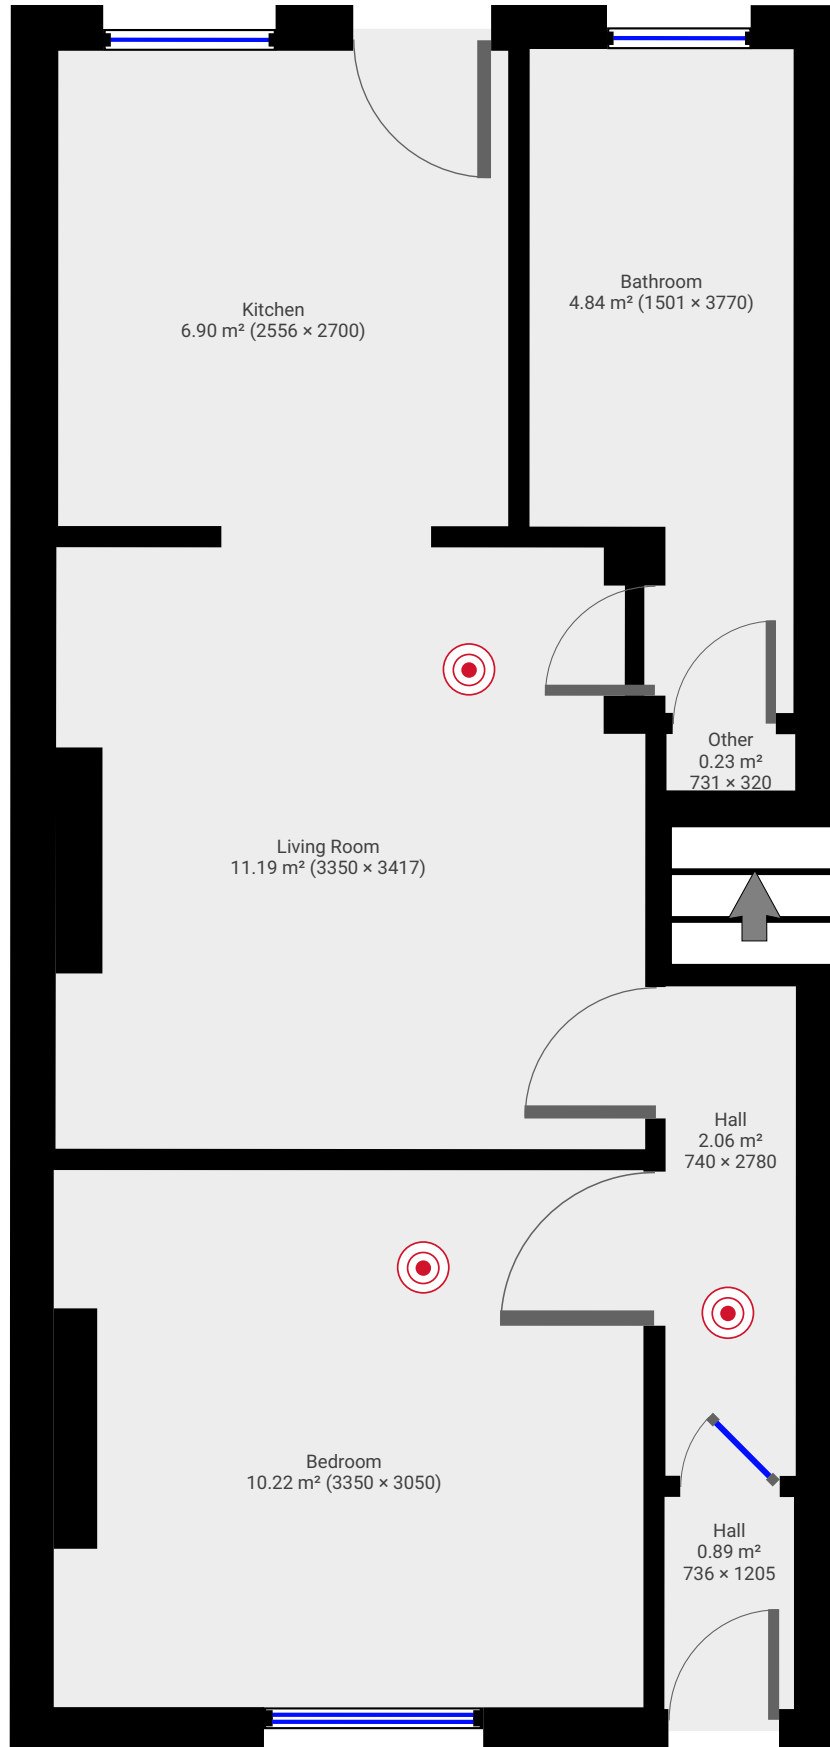 Bathroom
4.84 m² (1501 × 3770)
Kitchen
6.90 m² (2556 × 2700)
Other
0.23 m²
731 × 320
Living Room
11.19 m² (3350 × 3417)
Hall
2.06 m²
740 × 2780
Bedroom
10.22 m² (3350 × 3050)
Hall
0.89 m²
736 × 1205